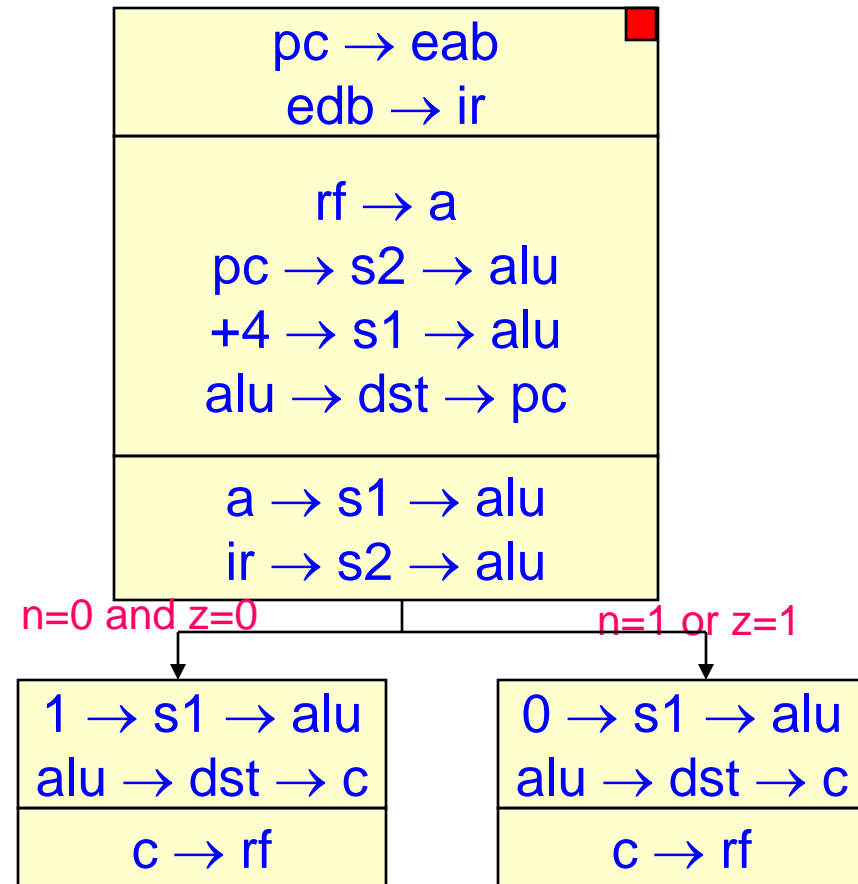 pc → eab
edb → ir
rf → a
pc → s2 → alu
+4 → s1 → alu
alu → dst → pc
a → s1 → alu
ir → s2 → alu
n=0 and z=0
n=1 or z=1
1 → s1 → alu
alu → dst → c
c → rf
0 → s1 → alu
alu → dst → c
c → rf